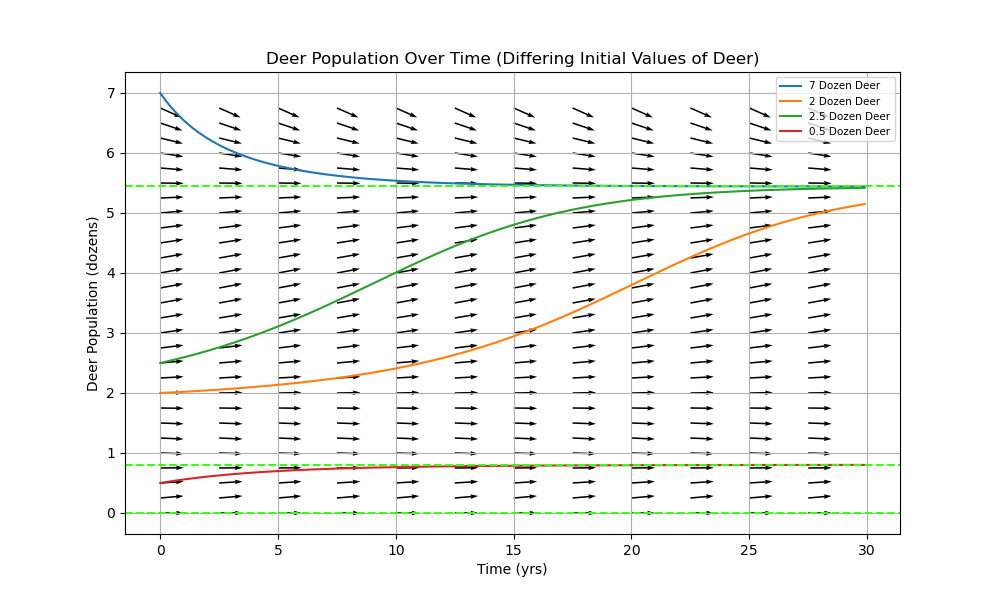 Deer Population Over Time (Differing Initial Values of Deer)
7 Dozen Deer
2 Dozen Deer
2.5 Dozen Deer
0.5 Dozen Deer
Deer Population (dozens)
7
6
5
4
3
2
1
0
0 5 10 15 20 25 30
Time (yrs)